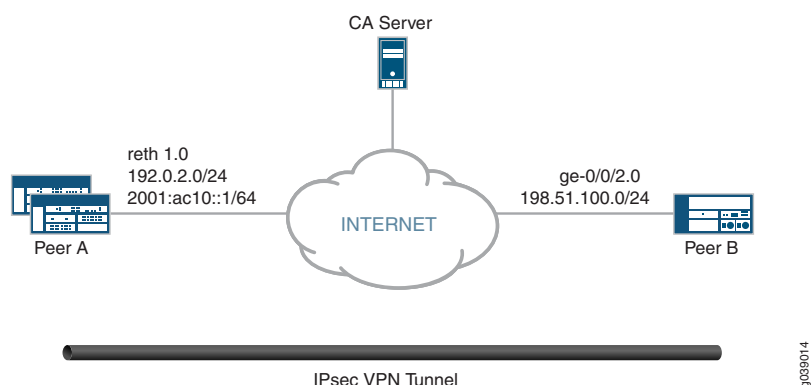 CA Server
reth 1.0
192.0.2.0/24
2001:ac10::1/64
Peer A
INTERNET
ge-0/0/2.0
198.51.100.0/24
Peer B
IPsec VPN Tunnel
g039014